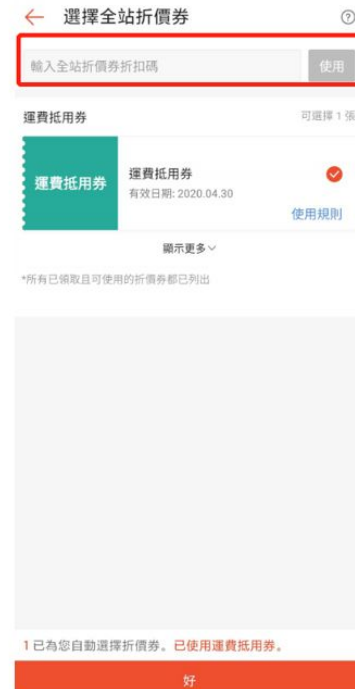 選擇全站折價券
輸入全站折價券折扣碼
使用
運費抵用券
可選擇 1 張
運費抵用券
運費抵用券
有效日期: 2020.04.30
使用規則
顯示更多
*所有已領取且可使用的折價券都已列出
1 已為您自動選擇折價券。已使用運費抵用券。
好